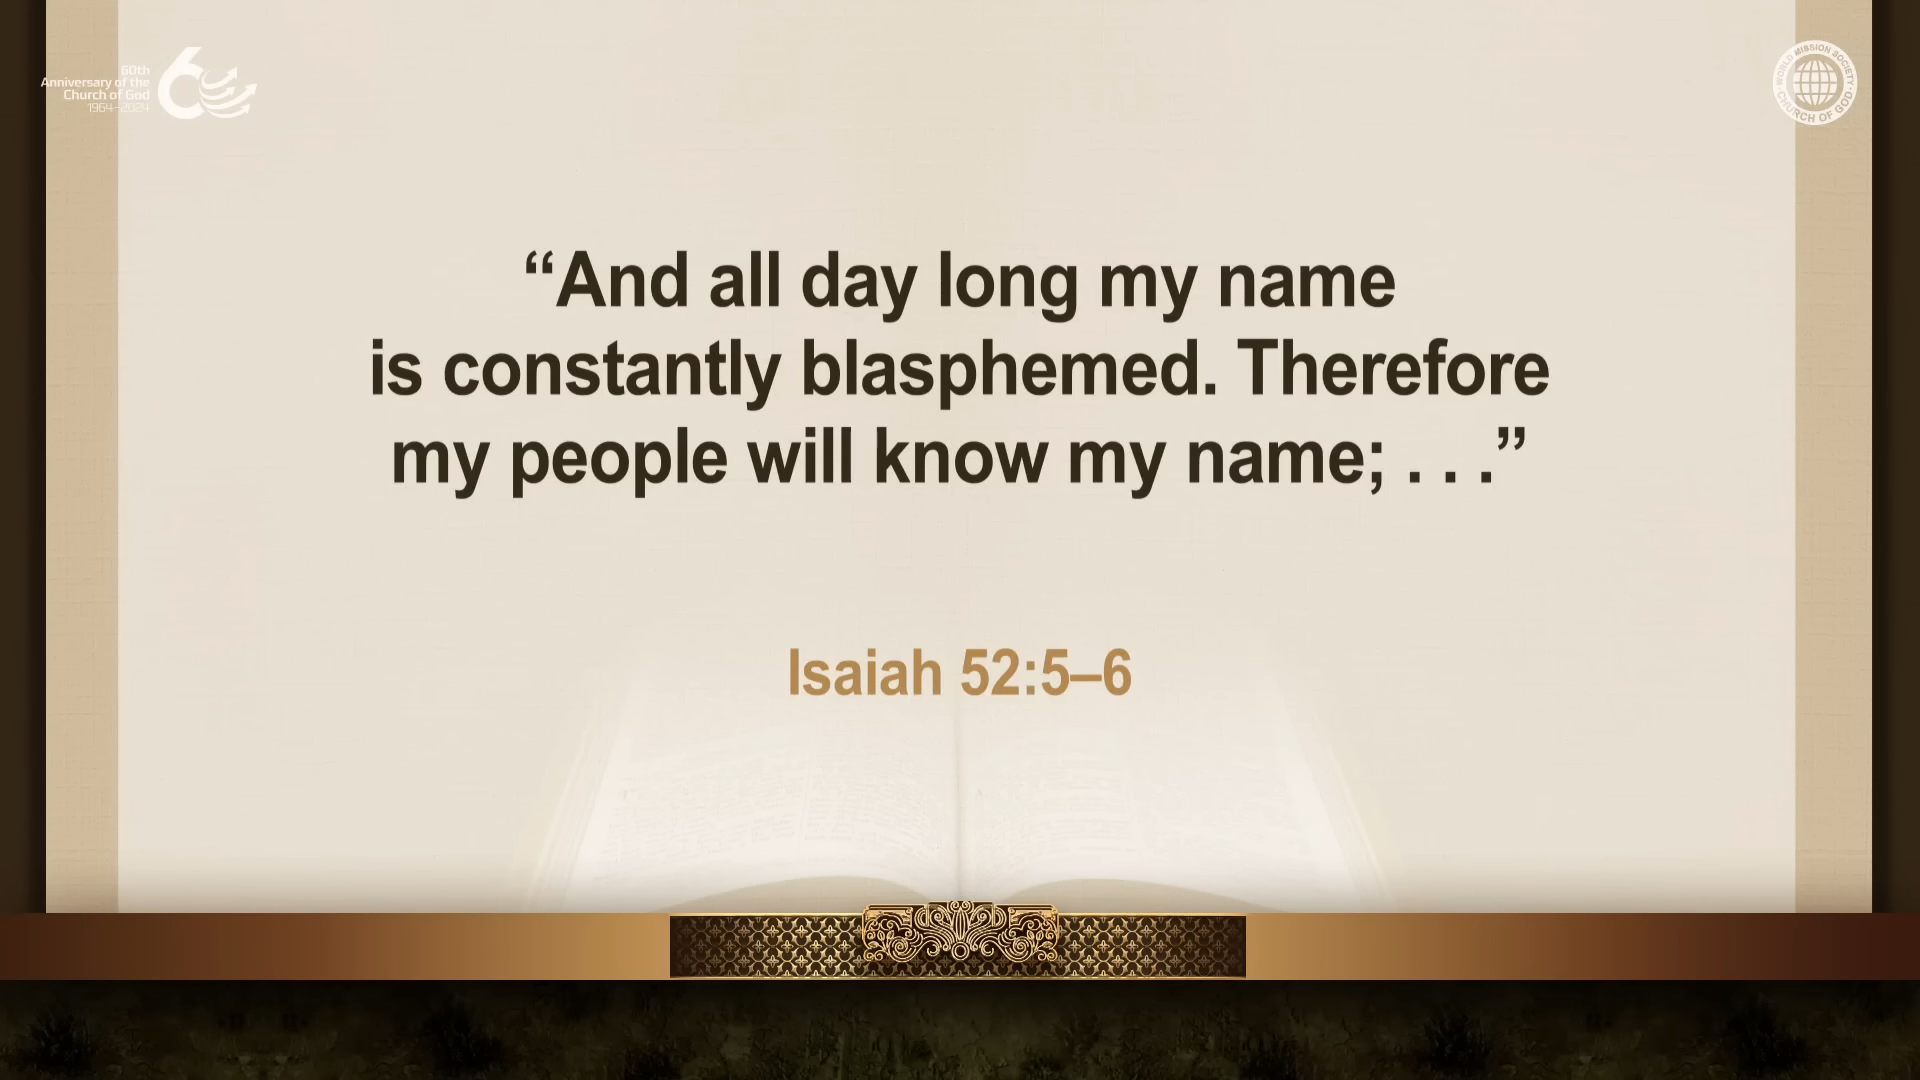 60th
Anniversary of the
Church of God
1964–2024
WORLD MISSION SOCIETY
CHURCH OF GOD
“And all day long my name
is constantly blasphemed. Therefore
my people will know my name; . . .”
Isaiah 52:5–6